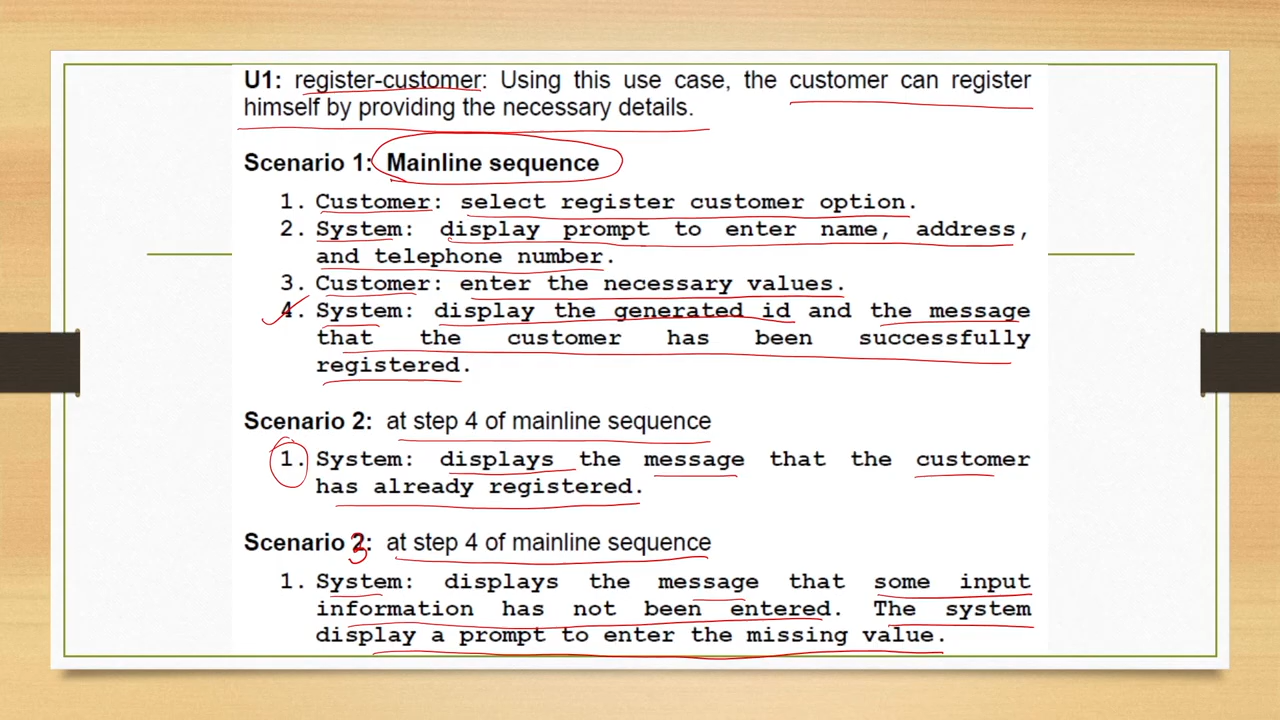 U1: register-customer: Using this use case, the customer can register
himself by providing the necessary details.
Scenario 1: Mainline sequence
1. Customer: select register customer option.
2. System: display prompt to enter name, address,
and telephone number.
3. Customer: enter the necessary values.
4. System: display the generated id and the message
that the customer has been successfully
registered.
Scenario 2: at step 4 of mainline sequence
1. System: displays the message that the customer
has already registered.
Scenario 3: at step 4 of mainline sequence
1. System: displays the message that some input
information has not been entered. The system
display a prompt to enter the missing value.